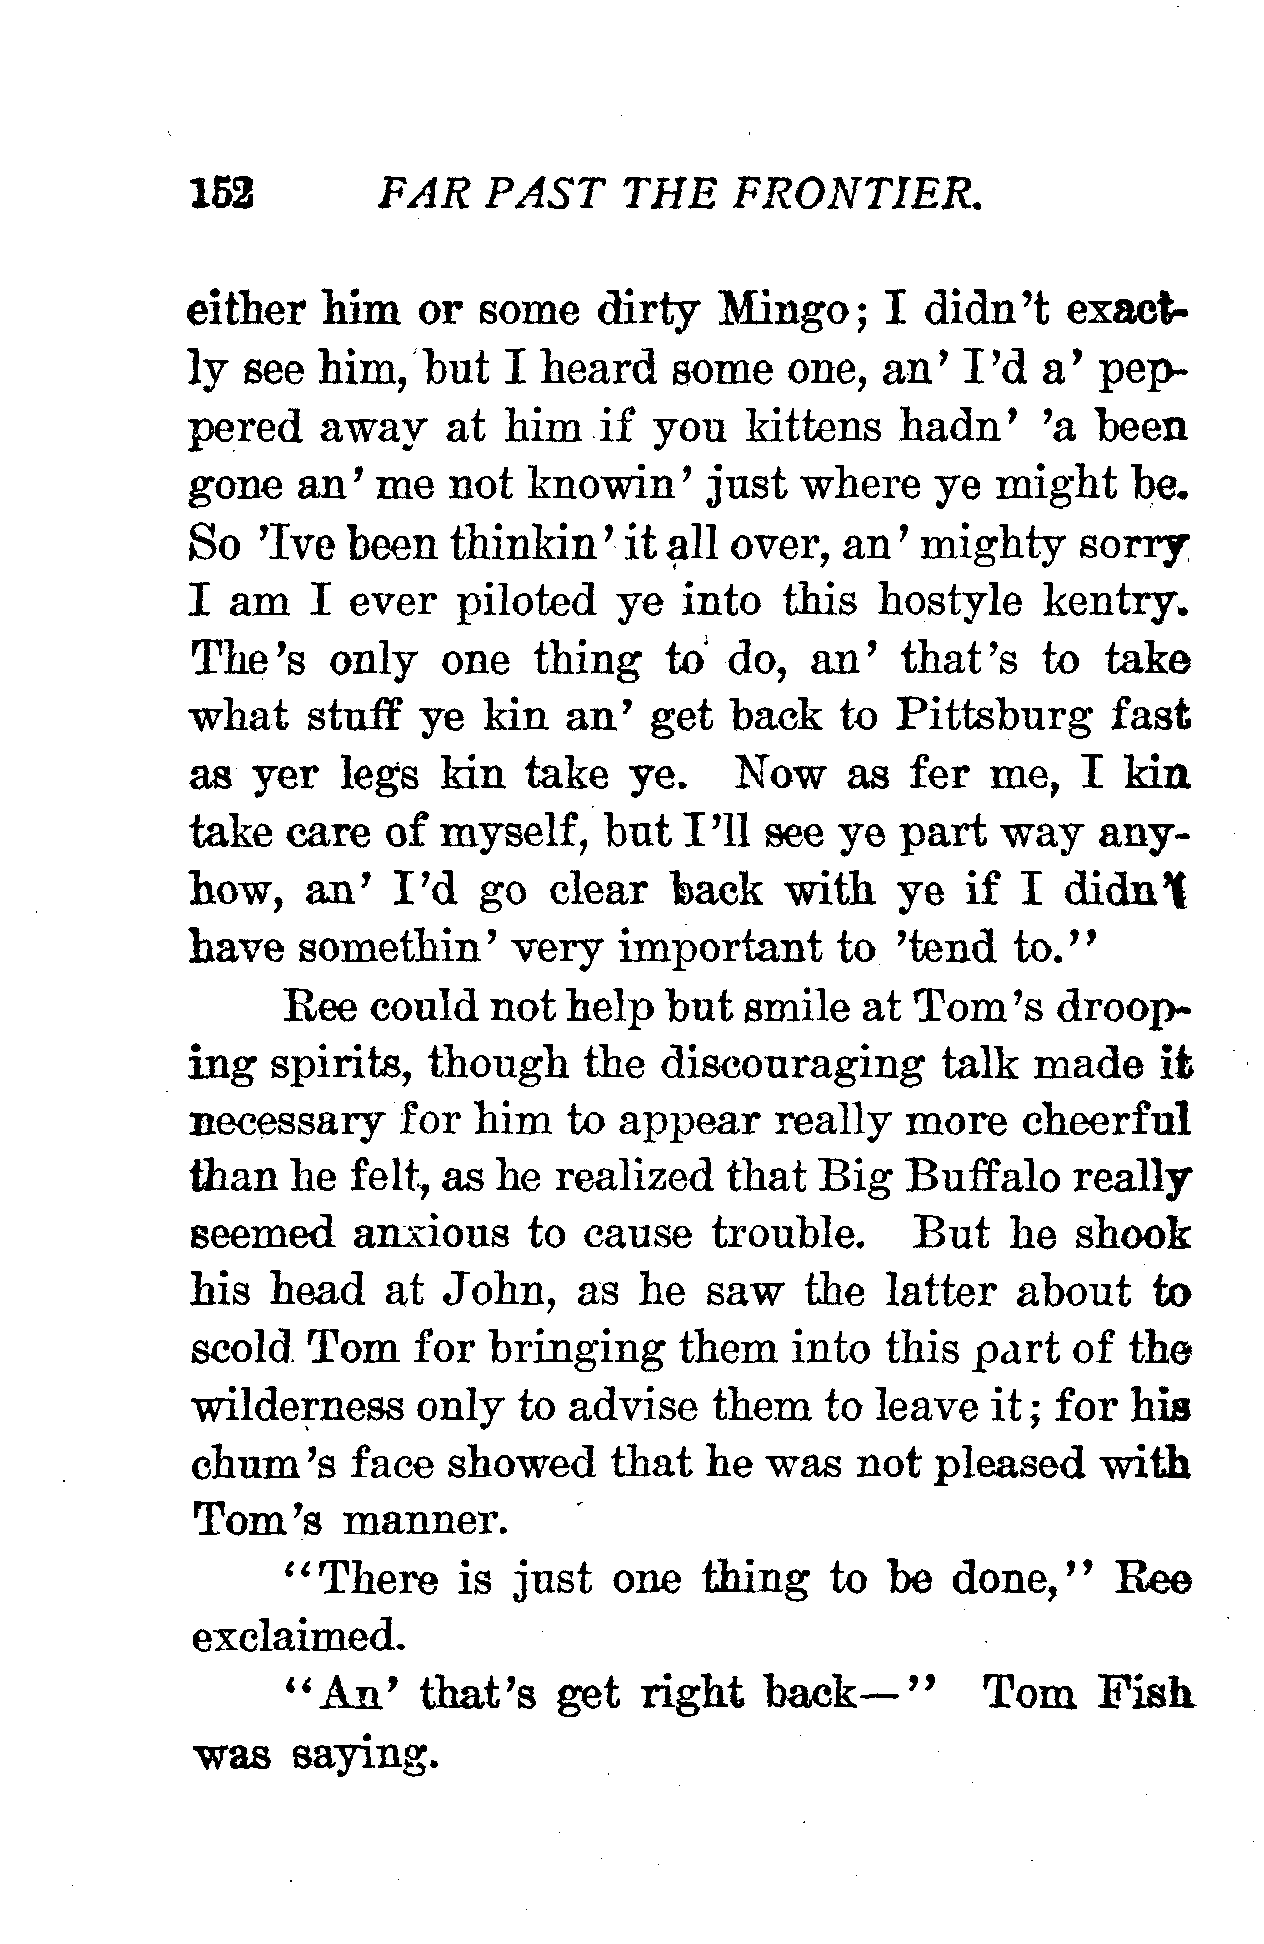 152 FAR PAST THE FRONTIER.
either him or some dirty Mingo; I didn't exact-
ly see him, but I heard some one, an' I'd a' pep-
pered away at him if you kittens hadn' 'a been
gone an' me not knowin' just where ye might be.
So 'Ive been thinkin' it all over, an' mighty sorry
I am I ever piloted ye into this hostyle kentry.
The's only one thing to do, an' that's to take
what stuff ye kin an' get back to Pittsburg fast
as yer legs kin take ye. Now as fer me, I kin
take care of myself, but I'll see ye part way any-
how, an' I'd go clear back with ye if I didn't
have somethin' very important to 'tend to."
Ree could not help but smile at Tom's droop-
ing spirits, though the discouraging talk made it
necessary for him to appear really more cheerful
than he felt, as he realized that Big Buffalo really
seemed anxious to cause trouble. But he shook
his head at John, as he saw the latter about to
scold Tom for bringing them into this part of the
wilderness only to advise them to leave it; for his
chum's face showed that he was not pleased with
Tom's manner.
"There is just one thing to be done," Ree
exclaimed.
"An' that's get right back—" Tom Fish
was saying.